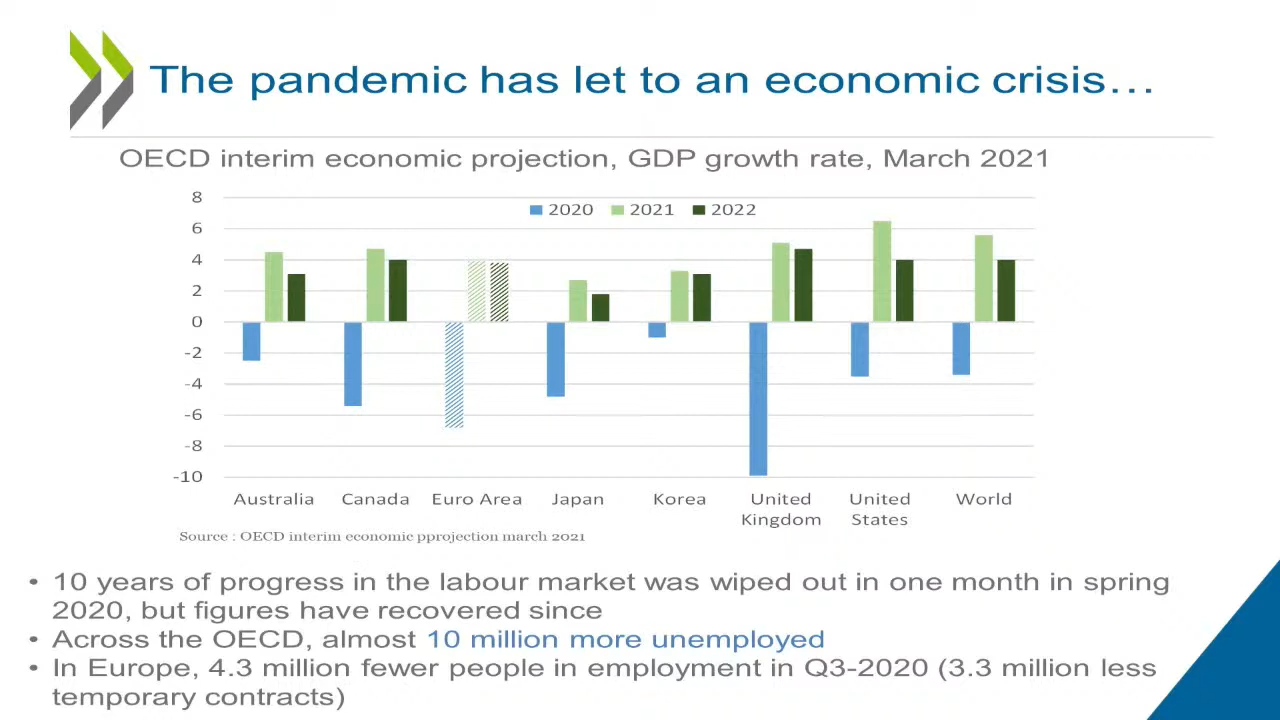 The pandemic has let to an economic crisis…
OECD interim economic projection, GDP growth rate, March 2021
8
2020 2021 2022
6
4
2
0
-2
-4
-6
-8
-10
Australia Canada Euro Area Japan Korea United Kingdom United States World
Source : OECD interim economic pprojection march 2021
• 10 years of progress in the labour market was wiped out in one month in spring
2020, but figures have recovered since
• Across the OECD, almost 10 million more unemployed
• In Europe, 4.3 million fewer people in employment in Q3-2020 (3.3 million less
temporary contracts)